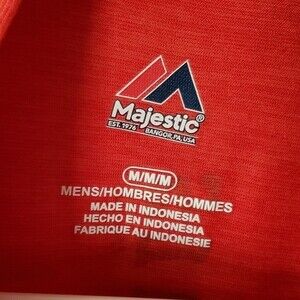 Majestic®
EST. 1976
BANGOR, PA, USA
M/M/M
MENS/HOMBRES/HOMMES
MADE IN INDONESIA
HECHO EN INDONESIA
FABRIQUE AU INDONESIE